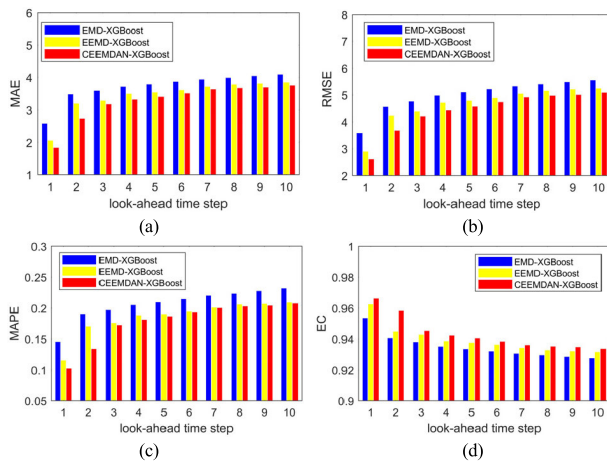 6
5
4
3
2
1
MAE
EMD-XGBoost
EEMD-XGBoost
CEEMDAN-XGBoost
1 2 3 4 5 6 7 8 9 10
look-ahead time step
(a)
8
7
6
5
4
3
2
RMSE
EMD-XGBoost
EEMD-XGBoost
CEEMDAN-XGBoost
1 2 3 4 5 6 7 8 9 10
look-ahead time step
(b)
0.3
0.25
0.2
0.15
0.1
0.05
MAPE
EMD-XGBoost
EEMD-XGBoost
CEEMDAN-XGBoost
1 2 3 4 5 6 7 8 9 10
look-ahead time step
(c)
1
0.98
0.96
0.94
0.92
0.9
EC
EMD-XGBoost
EEMD-XGBoost
CEEMDAN-XGBoost
1 2 3 4 5 6 7 8 9 10
look-ahead time step
(d)